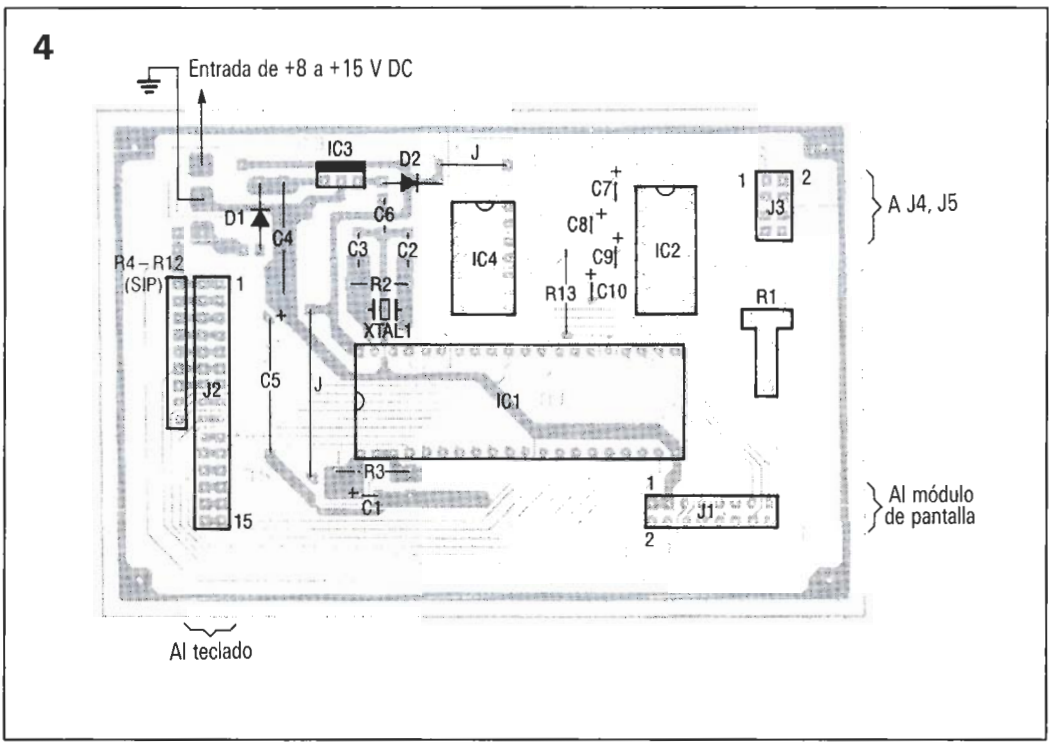 4
Entrada de +8 a +15 V DC
IC3
D2
J
C7
+
1
2
J3
A J4, J5
D1
C4
C6
C8
+
IC4
C9
+
IC2
C3
C2
R4–R12
(SIP)
1
R2
R13
+
C10
R1
XTAL1
+
J2
C5
J
IC1
R3
+
C1
1
J1
2
Al módulo
de pantalla
15
Al teclado